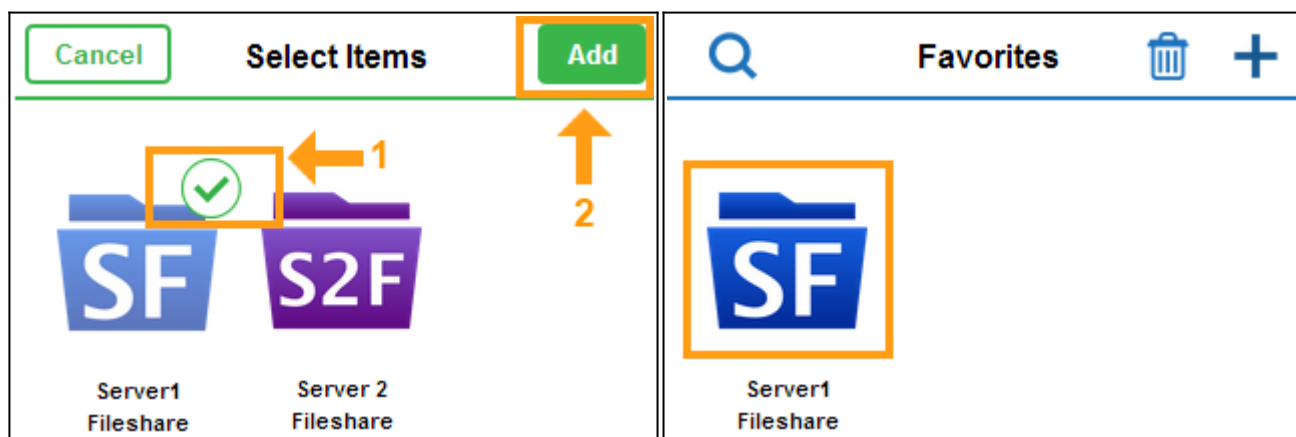 Cancel Select Items Add
1
2
SF S2F
Server1 Server 2
Fileshare Fileshare
Favorites
SF
Server1
Fileshare